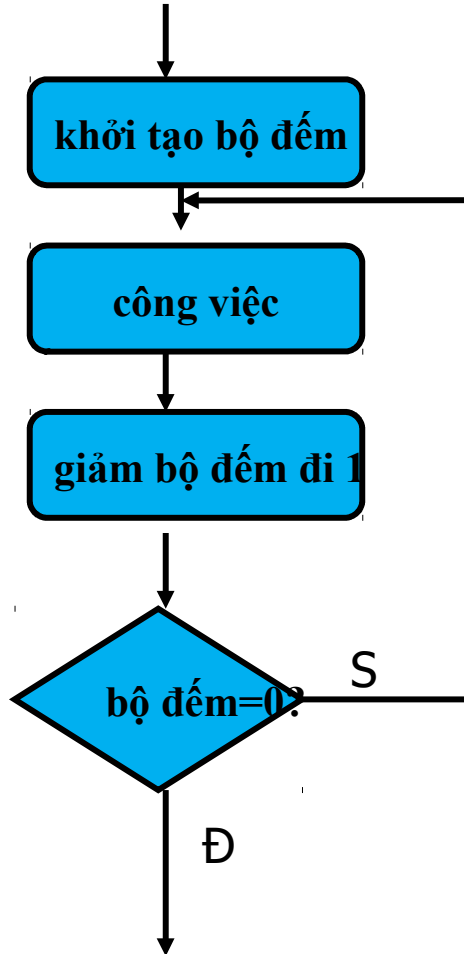 khởi tạo bộ đếm
công việc
giảm bộ đếm đi 1
bộ đếm=0?
S
Đ